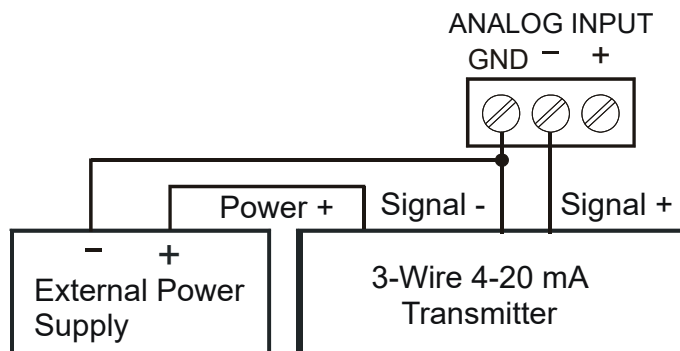 ANALOG INPUT
GND − +
Power +
Signal -
Signal +
− +
External Power
Supply
3-Wire 4-20 mA
Transmitter